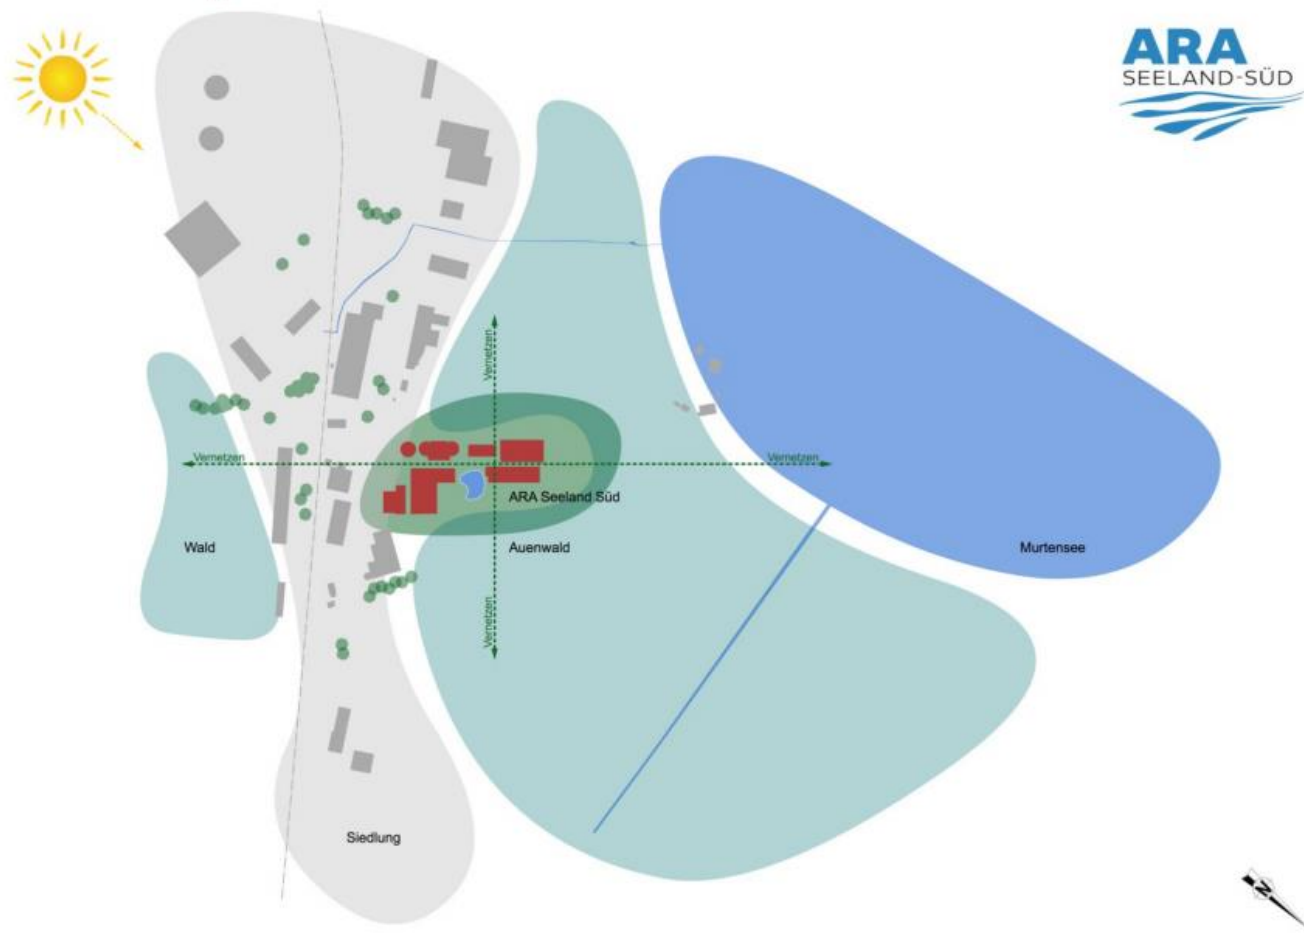 ARA
SEELAND-SÜD
Vernetzen
Vernetzen
Vernetzen
ARA Seeland Süd
Wald
Auenwald
Murtensee
Vernetzen
Siedlung
N